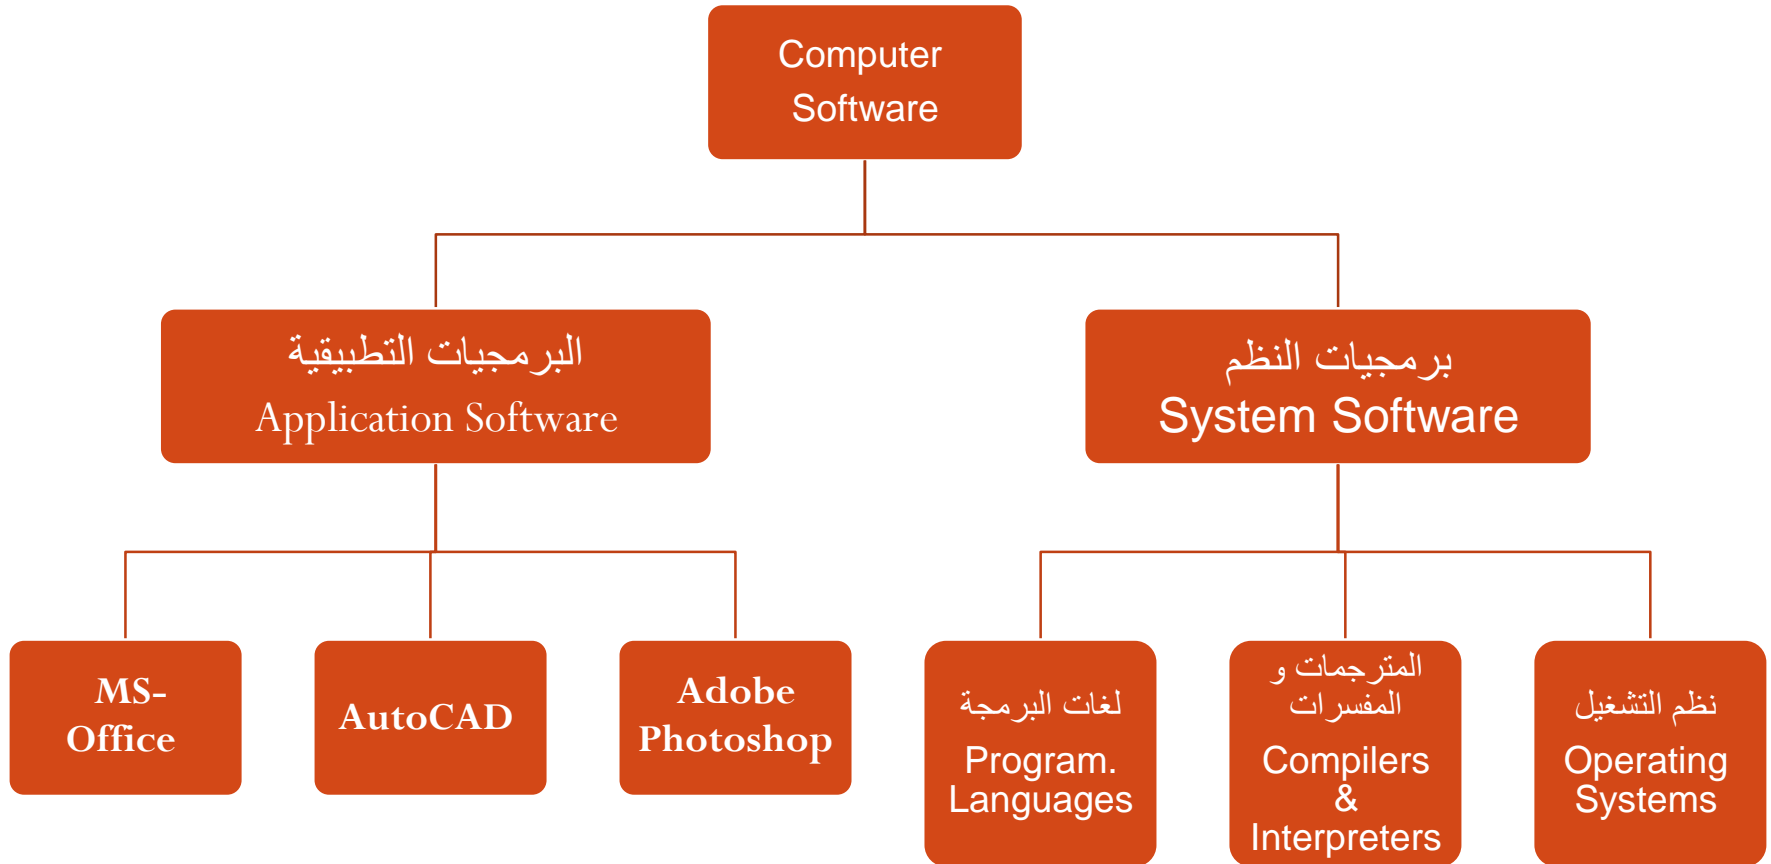 Computer
Software
البرمجيات التطبيقية
Application Software
برمجيات النظم
System Software
MS-
Office
AutoCAD
Adobe
Photoshop
لغات البرمجة
Program.
Languages
المترجمات و
المفسرات
Compilers
&
Interpreters
نظم التشغيل
Operating
Systems